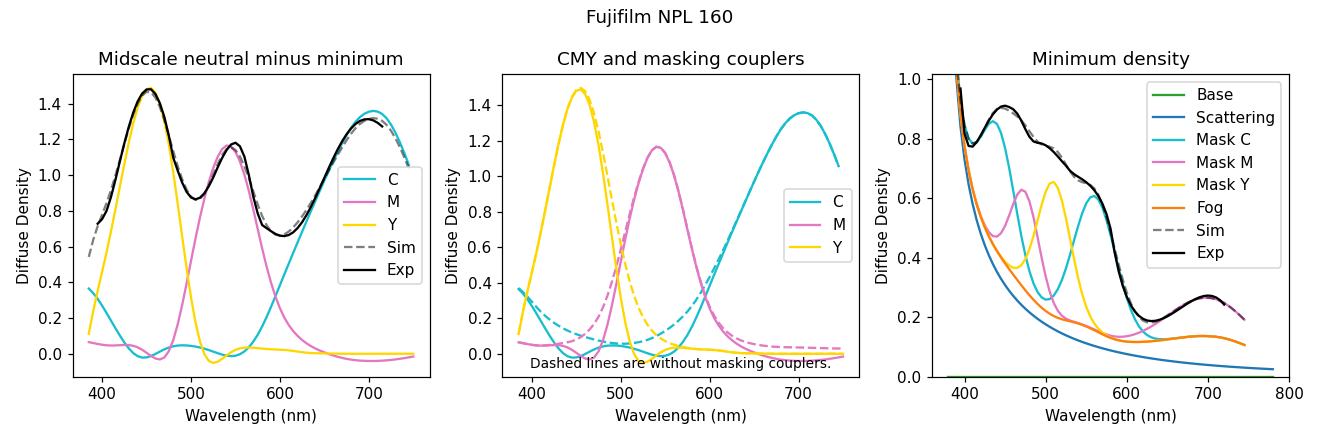 Fujifilm NPL 160
Midscale neutral minus minimum
Diffuse Density
1.4
1.2
1.0
0.8
0.6
0.4
0.2
0.0
400
500
600
700
Wavelength (nm)
C
M
Y
Sim
Exp
CMY and masking couplers
Diffuse Density
1.4
1.2
1.0
0.8
0.6
0.4
0.2
0.0
400
500
600
700
Wavelength (nm)
C
M
Y
Dashed lines are without masking couplers.
Minimum density
Diffuse Density
1.0
0.8
0.6
0.4
0.2
0.0
400
500
600
700
800
Wavelength (nm)
Base
Scattering
Mask C
Mask M
Mask Y
Fog
Sim
Exp